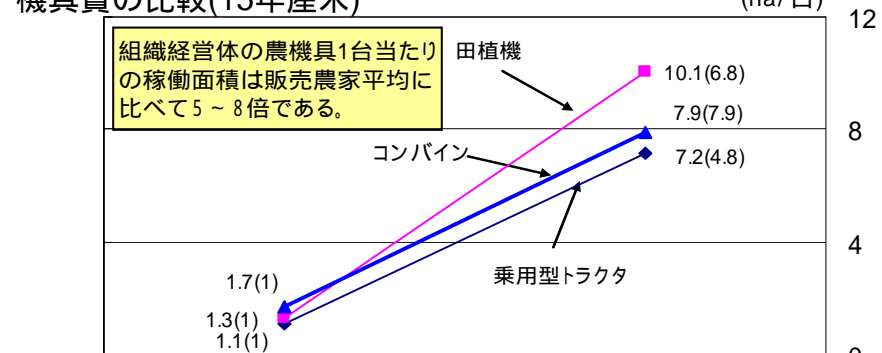 機具費の比較(15年産米)
(ha/台)
12
組織経営体の農機具1台当たり
の稼働面積は販売農家平均に
比べて5~8倍である。
田植機
10.1(6.8)
7.9(7.9)
8
コンバイン
7.2(4.8)
4
乗用型トラクタ
1.7(1)
1.3(1)
1.1(1)
0